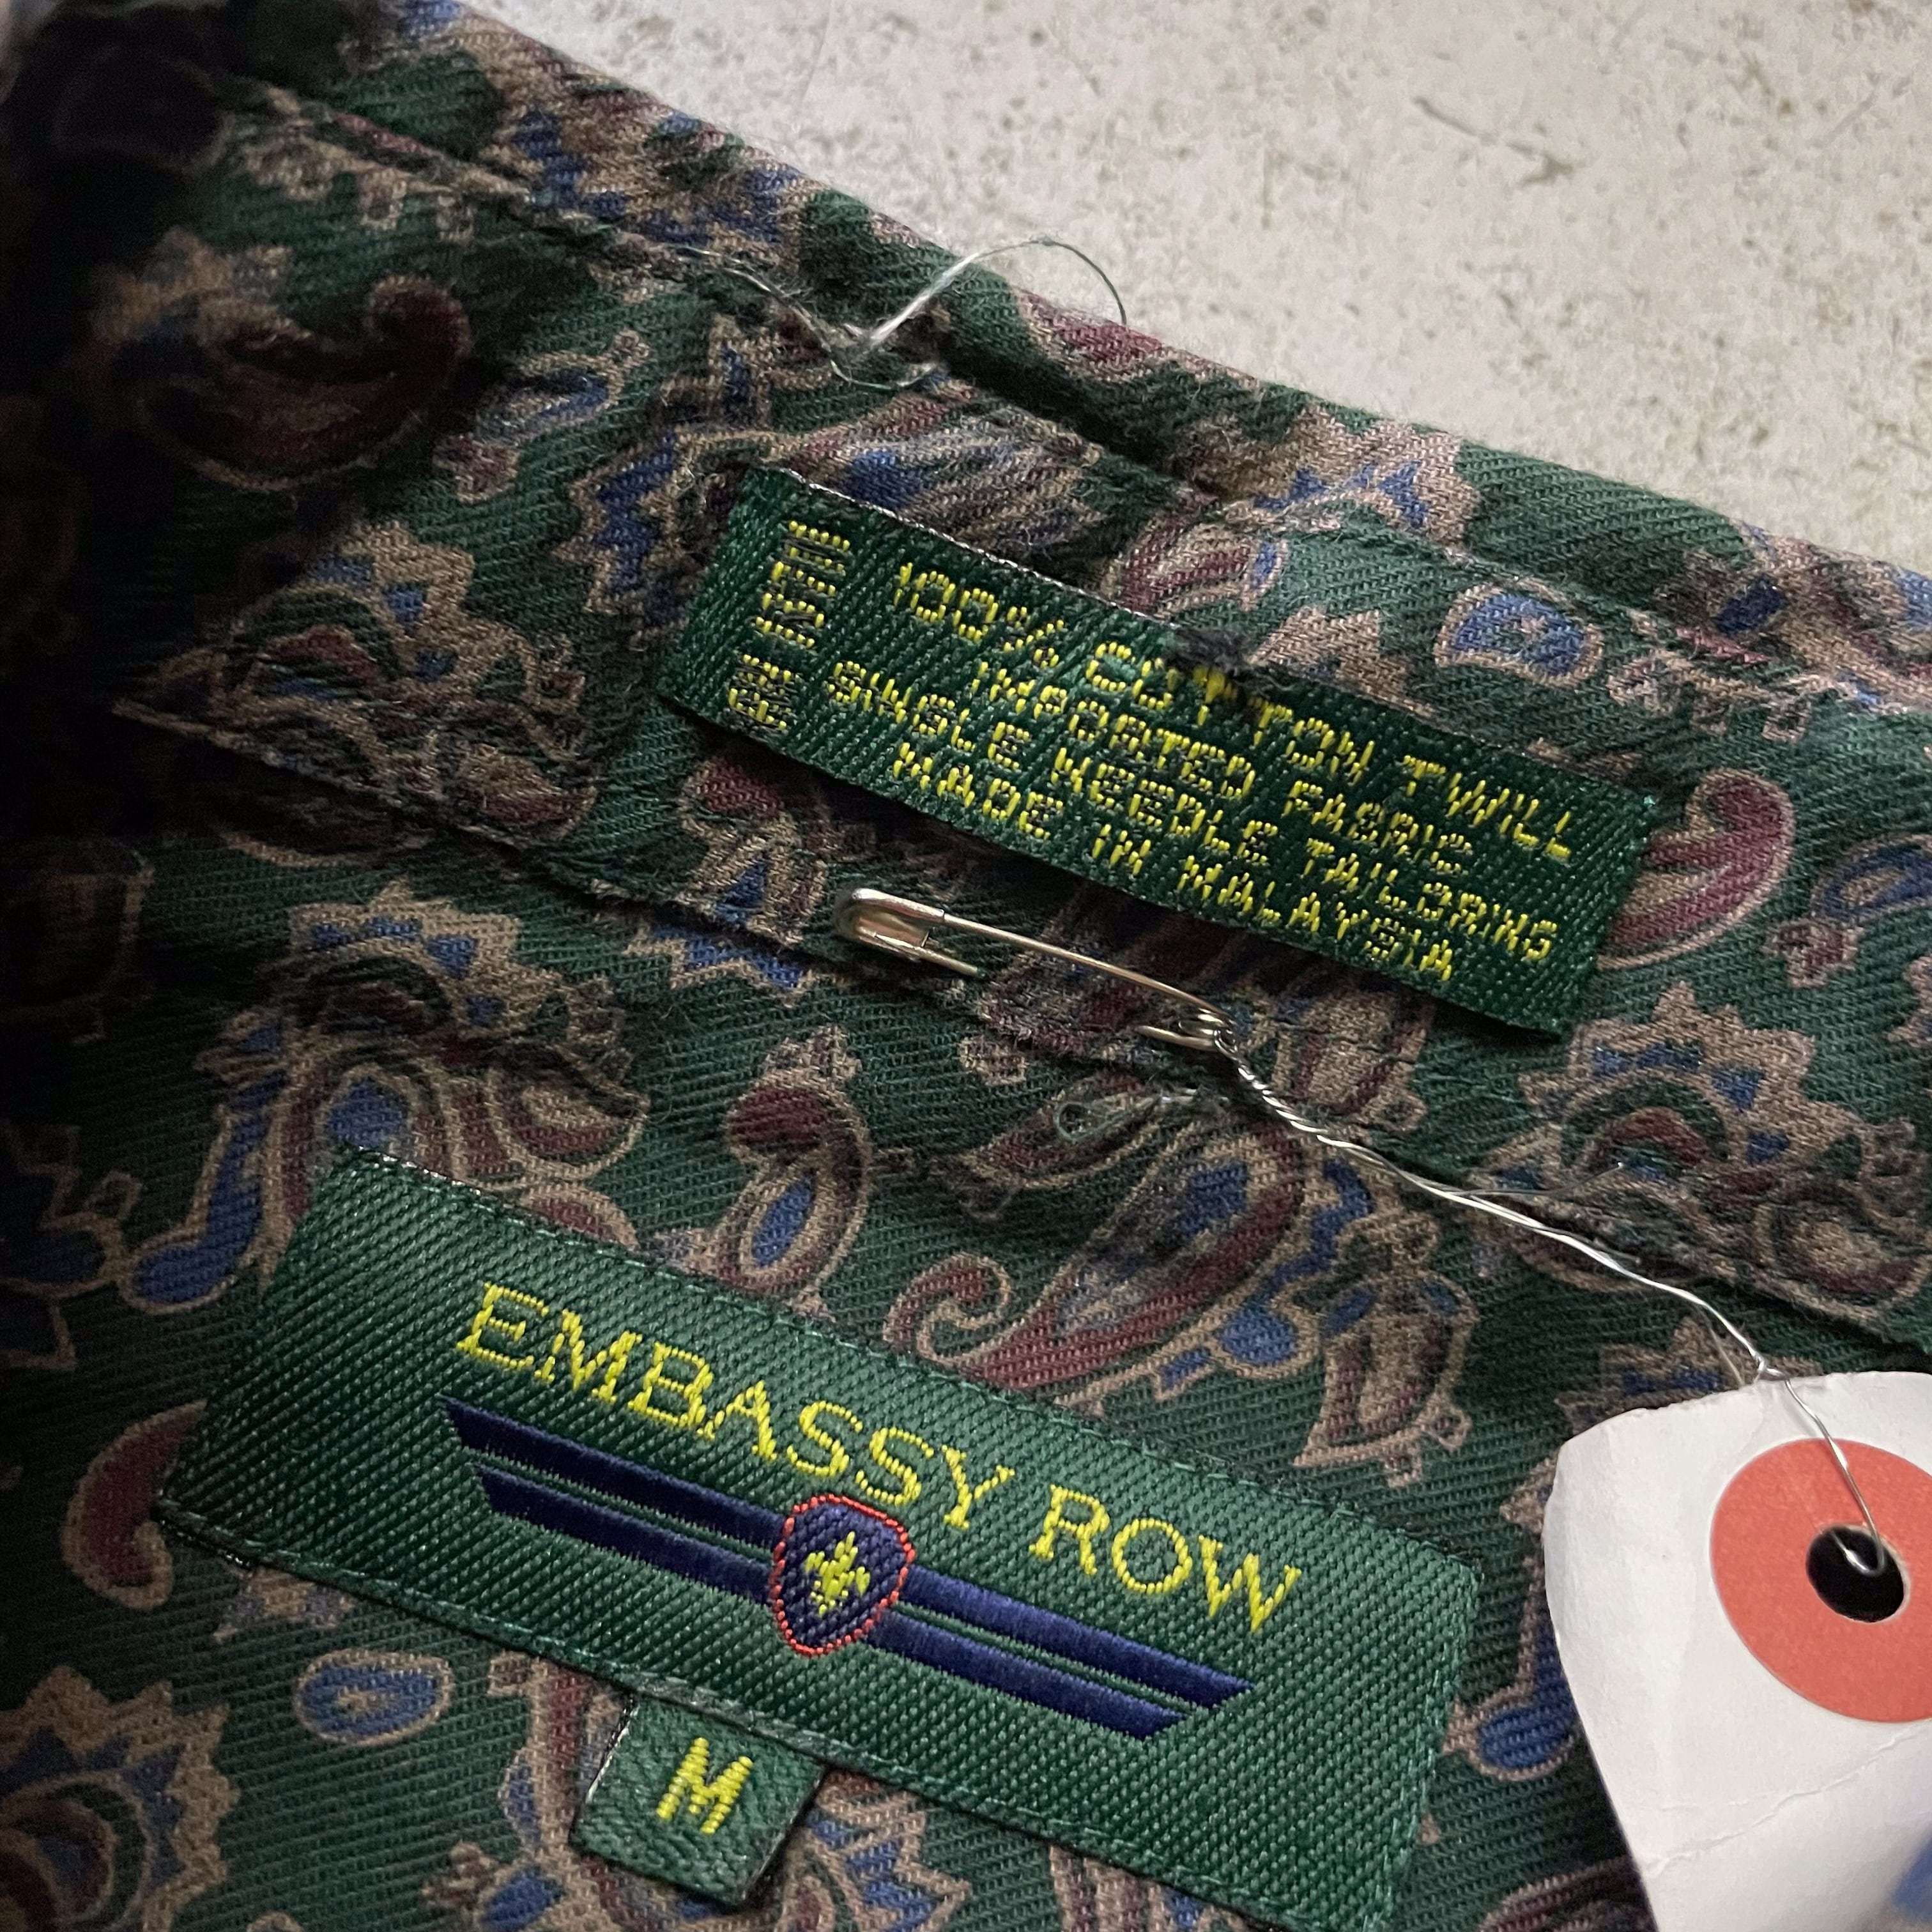 100% COTTON TWILL
IMPORTED FABRIC
SINGLE NEEDLE TAILORING
MADE IN MALAYSIA
EMBASSY ROW
M